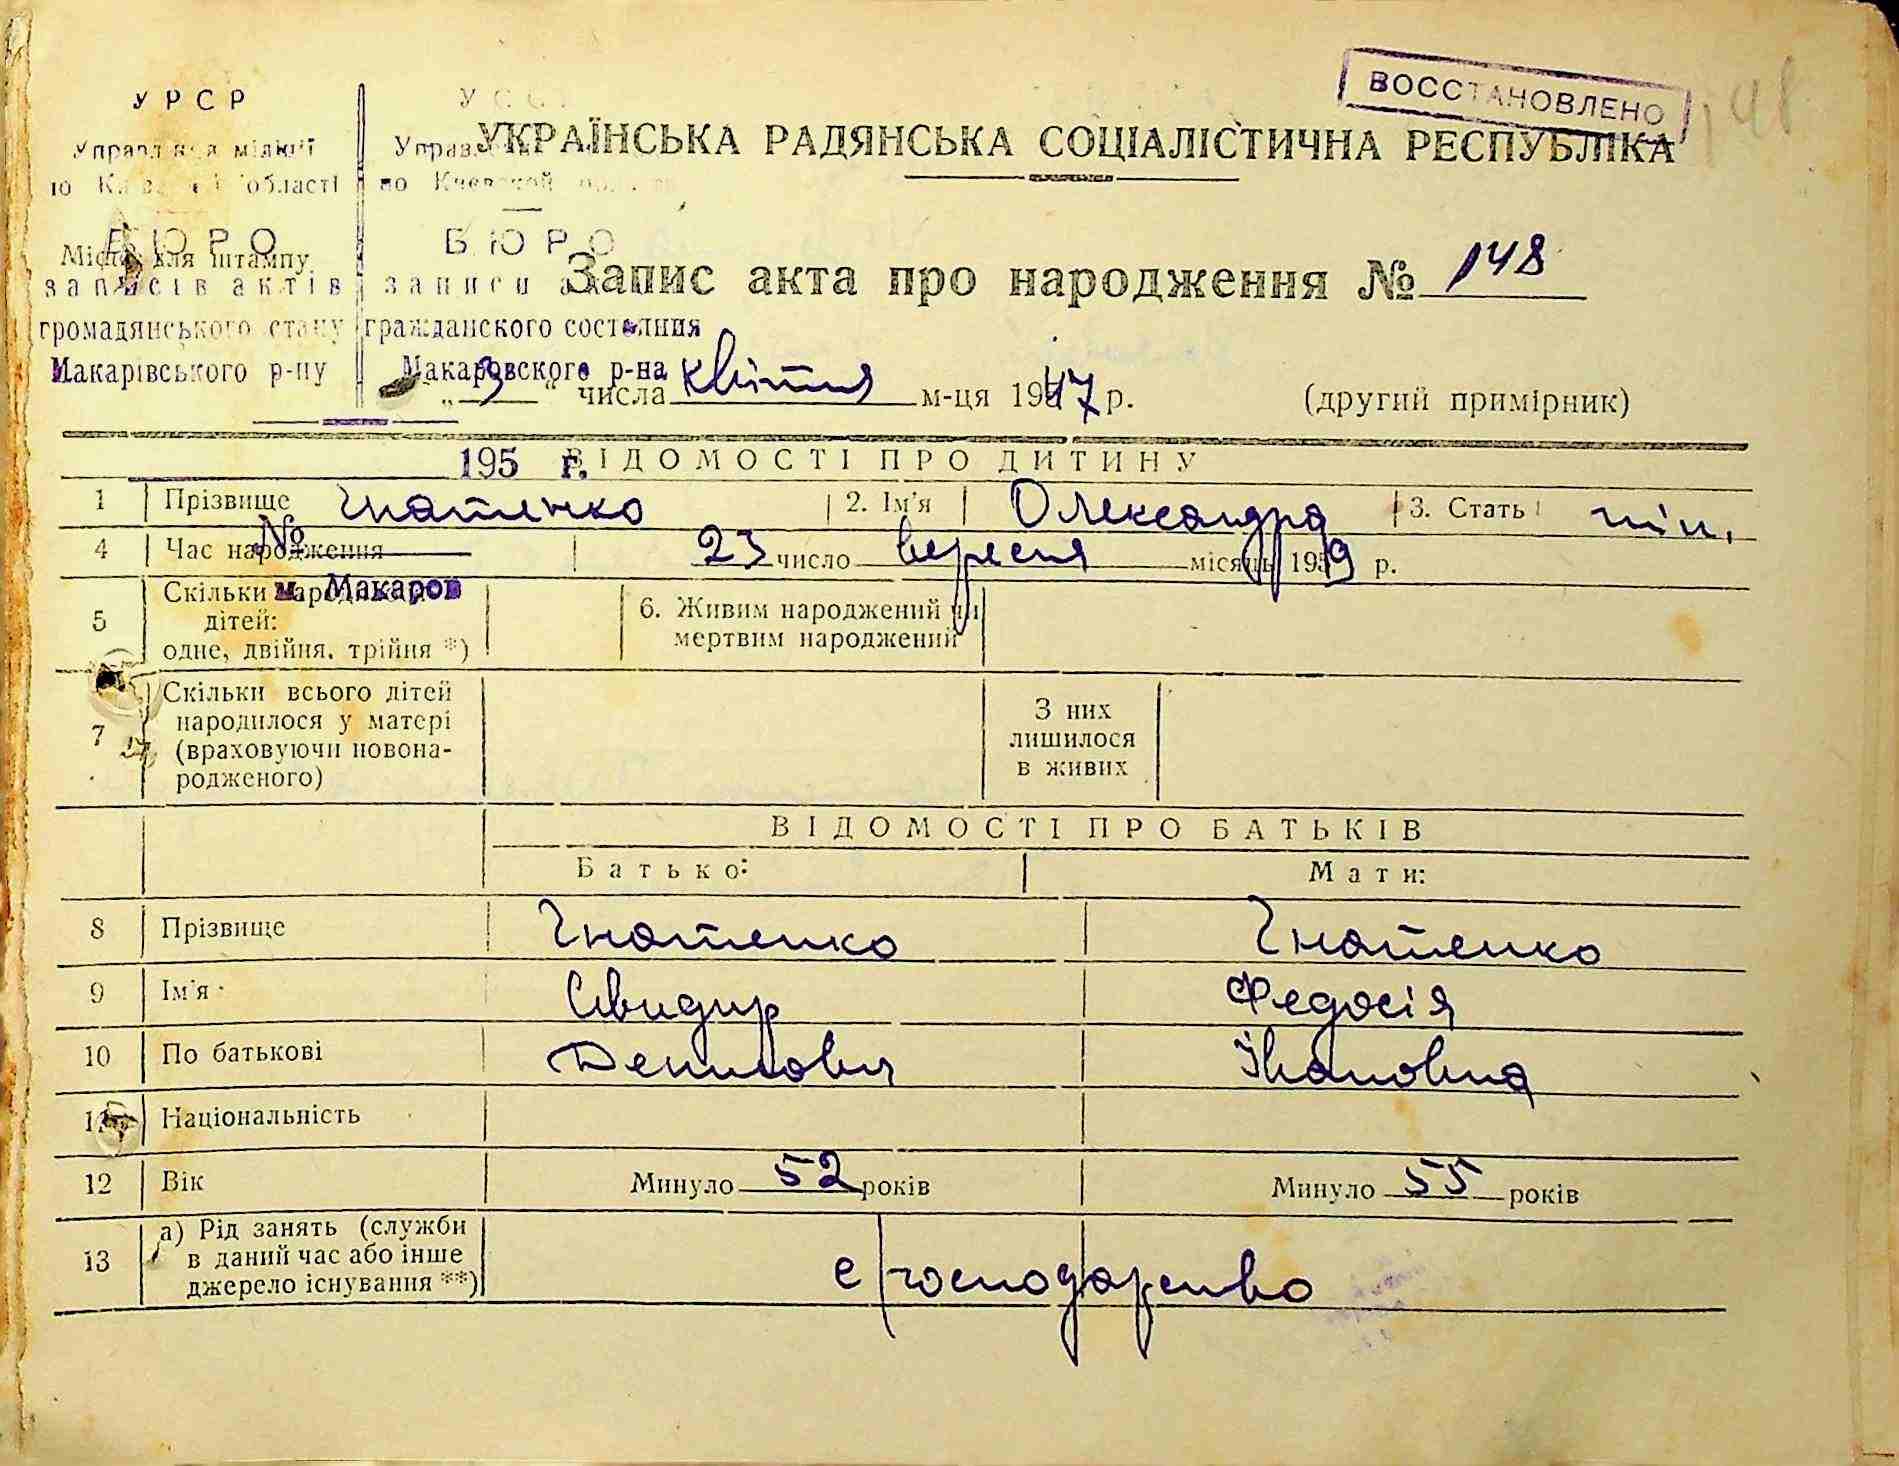 ВОССТАНОВЛЕНО
148
УРСР
УССР
УКРАЇНСЬКА РАДЯНСЬКА СОЦІАЛІСТИЧНА РЕСПУБЛІКА
Управління міліції
по Київській області
по Киевской
БЮРО
БЮРО
Місце для штампу
Запис акта про народження № 148
записів актів
записи
громадянського стану
гражданского состояния
Макарівського р-ну
Макаровского р-на
„3“ числа квітня м-ця 1947 р. (другий примірник)
195 г.
ВІДОМОСТІ ПРО ДИТИНУ
1 Прізвище Гнатенко 2. Ім'я Олександра 3. Стать жін.
4 Час народження 23 число вересня місяць 1959 р.
№
м. Макаров
5 Скільки народилося
дітей:
одне, двійня, трійня *)
6. Живим народжений чи
мертвим народжений
7 Скільки всього дітей
народилося у матері
(враховуючи новона-
родженого)
З них
лишилося
в живих
ВІДОМОСТІ ПРО БАТЬКІВ
Батько: Мати:
8 Прізвище Гнатенко Гнатенко
9 Ім'я Свидир Федосія
10 По батькові Денисович Івановна
11 Національність
12 Вік Минуло 52 років Минуло 55 років
13 а) Рід занять (служби
в даний час або інше
джерело існування **)
с/господарство